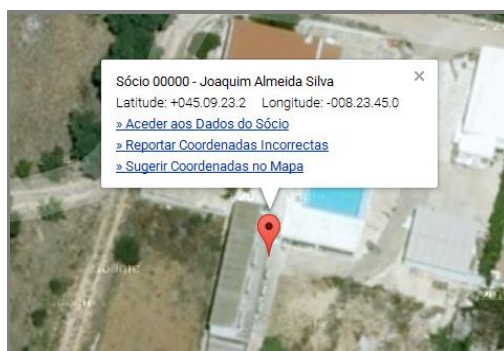 Sócio 00000 - Joaquim Almeida Silva
Latitude: +045.09.23.2 Longitude: -008.23.45.0
» Aceder aos Dados do Sócio
» Reportar Coordenadas Incorrectas
» Sugerir Coordenadas no Mapa
Google